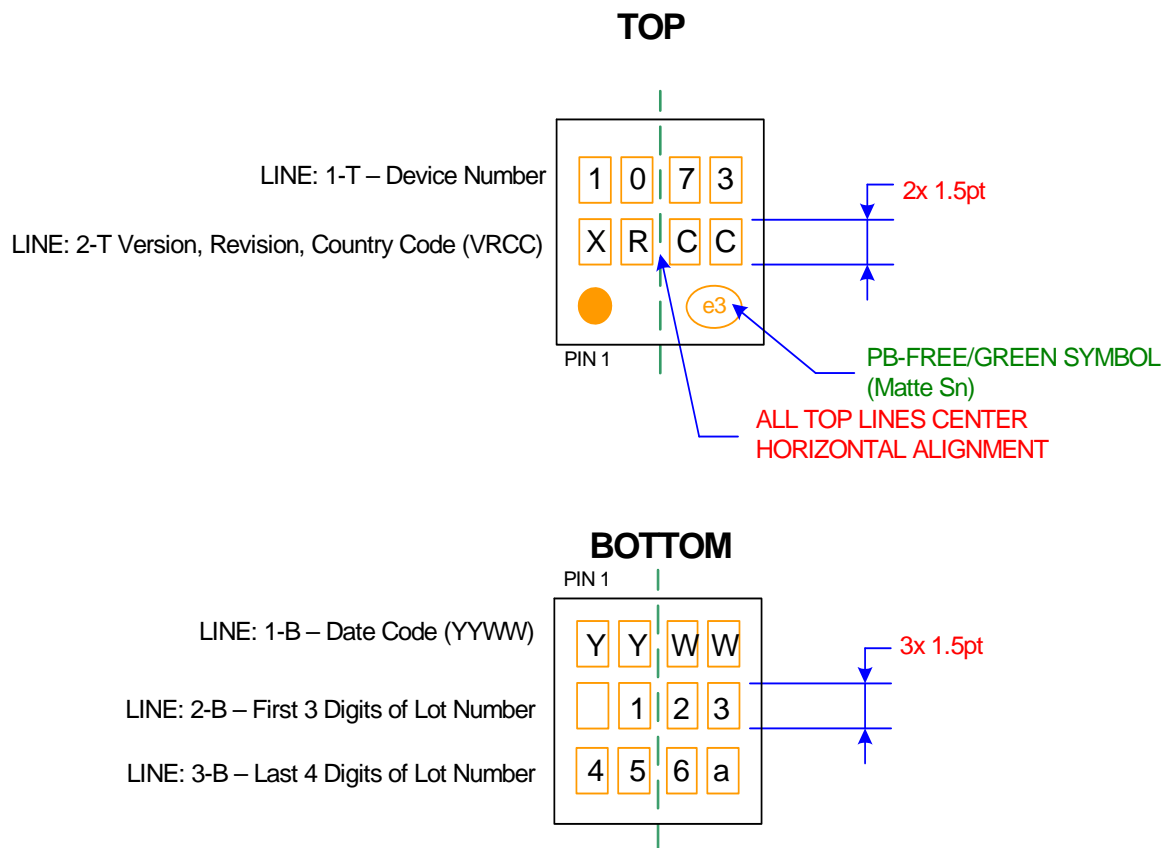 TOP
LINE: 1-T – Device Number
1 0 7 3
2x 1.5pt
LINE: 2-T Version, Revision, Country Code (VRCC)
X R C C
e3
PIN 1
PB-FREE/GREEN SYMBOL
(Matte Sn)
ALL TOP LINES CENTER
HORIZONTAL ALIGNMENT
BOTTOM
PIN 1
LINE: 1-B – Date Code (YYWW)
Y Y W W
3x 1.5pt
LINE: 2-B – First 3 Digits of Lot Number
1 2 3
LINE: 3-B – Last 4 Digits of Lot Number
4 5 6 a